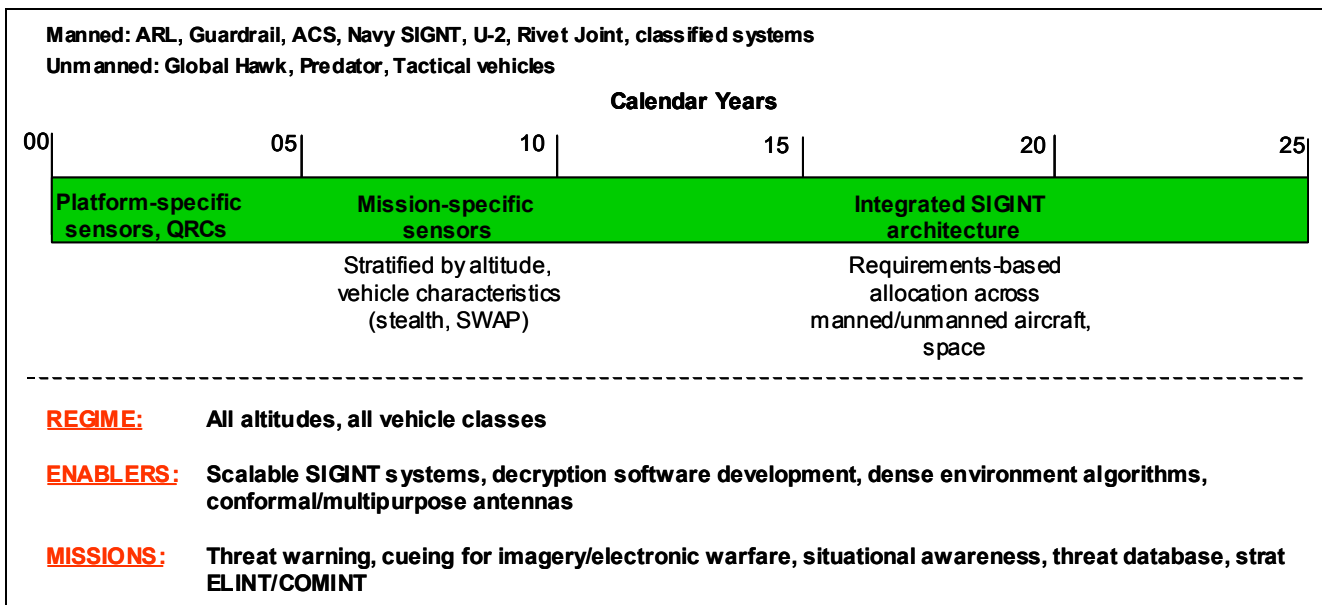 Manned: ARL, Guardrail, ACS, Navy SIGNT, U-2, Rivet Joint, classified systems
Unmanned: Global Hawk, Predator, Tactical vehicles
Calendar Years
00 05 10 15 20 25
Platform-specific Mission-specific Integrated SIGINT
sensors, QRCs sensors architecture
Stratified by altitude, Requirements-based
vehicle characteristics allocation across
(stealth, SWAP) manned/unmanned aircraft,
space
REGIME: All altitudes, all vehicle classes
ENABLERS: Scalable SIGINT systems, decryption software development, dense environment algorithms,
conformal/multipurpose antennas
MISSIONS: Threat warning, cueing for imagery/electronic warfare, situational awareness, threat database, strat
ELINT/COMINT